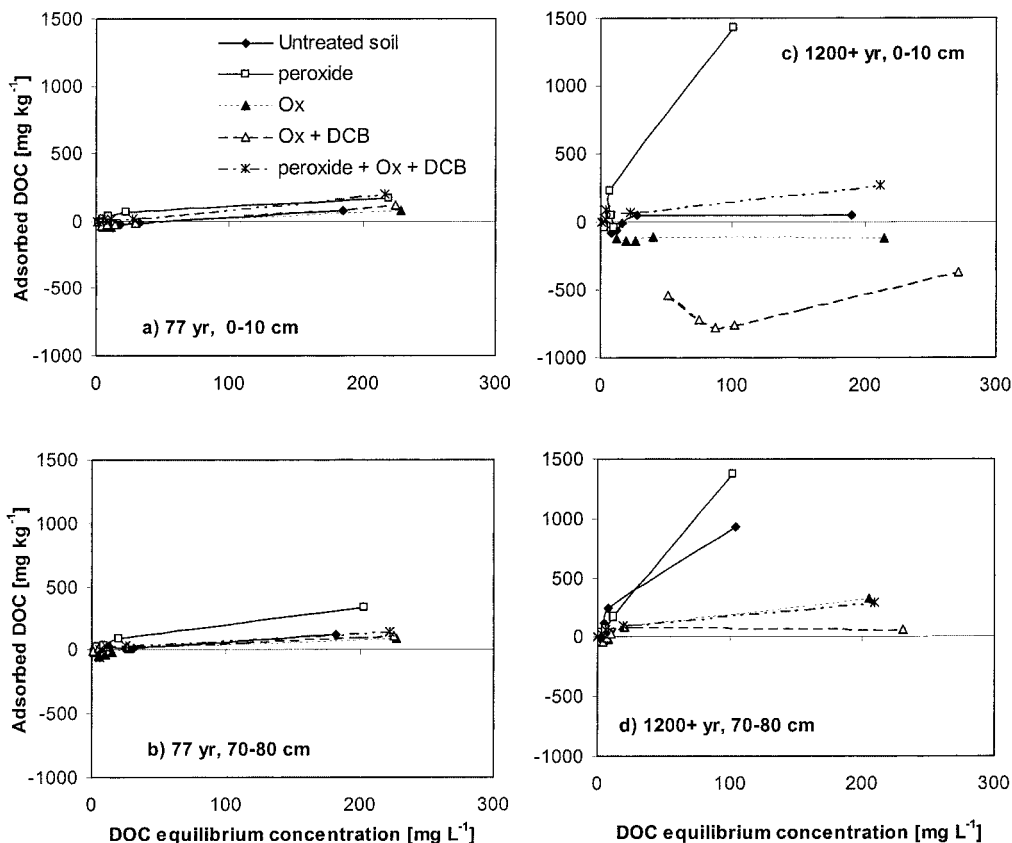 Adsorbed DOC [mg kg⁻¹]
1500
1000
500
0
-500
-1000
Untreated soil
peroxide
Ox
Ox + DCB
peroxide + Ox + DCB
a) 77 yr, 0-10 cm
0 100 200 300
1500
1000
500
0
-500
-1000
c) 1200+ yr, 0-10 cm
0 100 200 300
Adsorbed DOC [mg kg⁻¹]
1500
1000
500
0
-500
-1000
b) 77 yr, 70-80 cm
0 100 200 300
DOC equilibrium concentration [mg L⁻¹]
1500
1000
500
0
-500
-1000
d) 1200+ yr, 70-80 cm
0 100 200 300
DOC equilibrium concentration [mg L⁻¹]